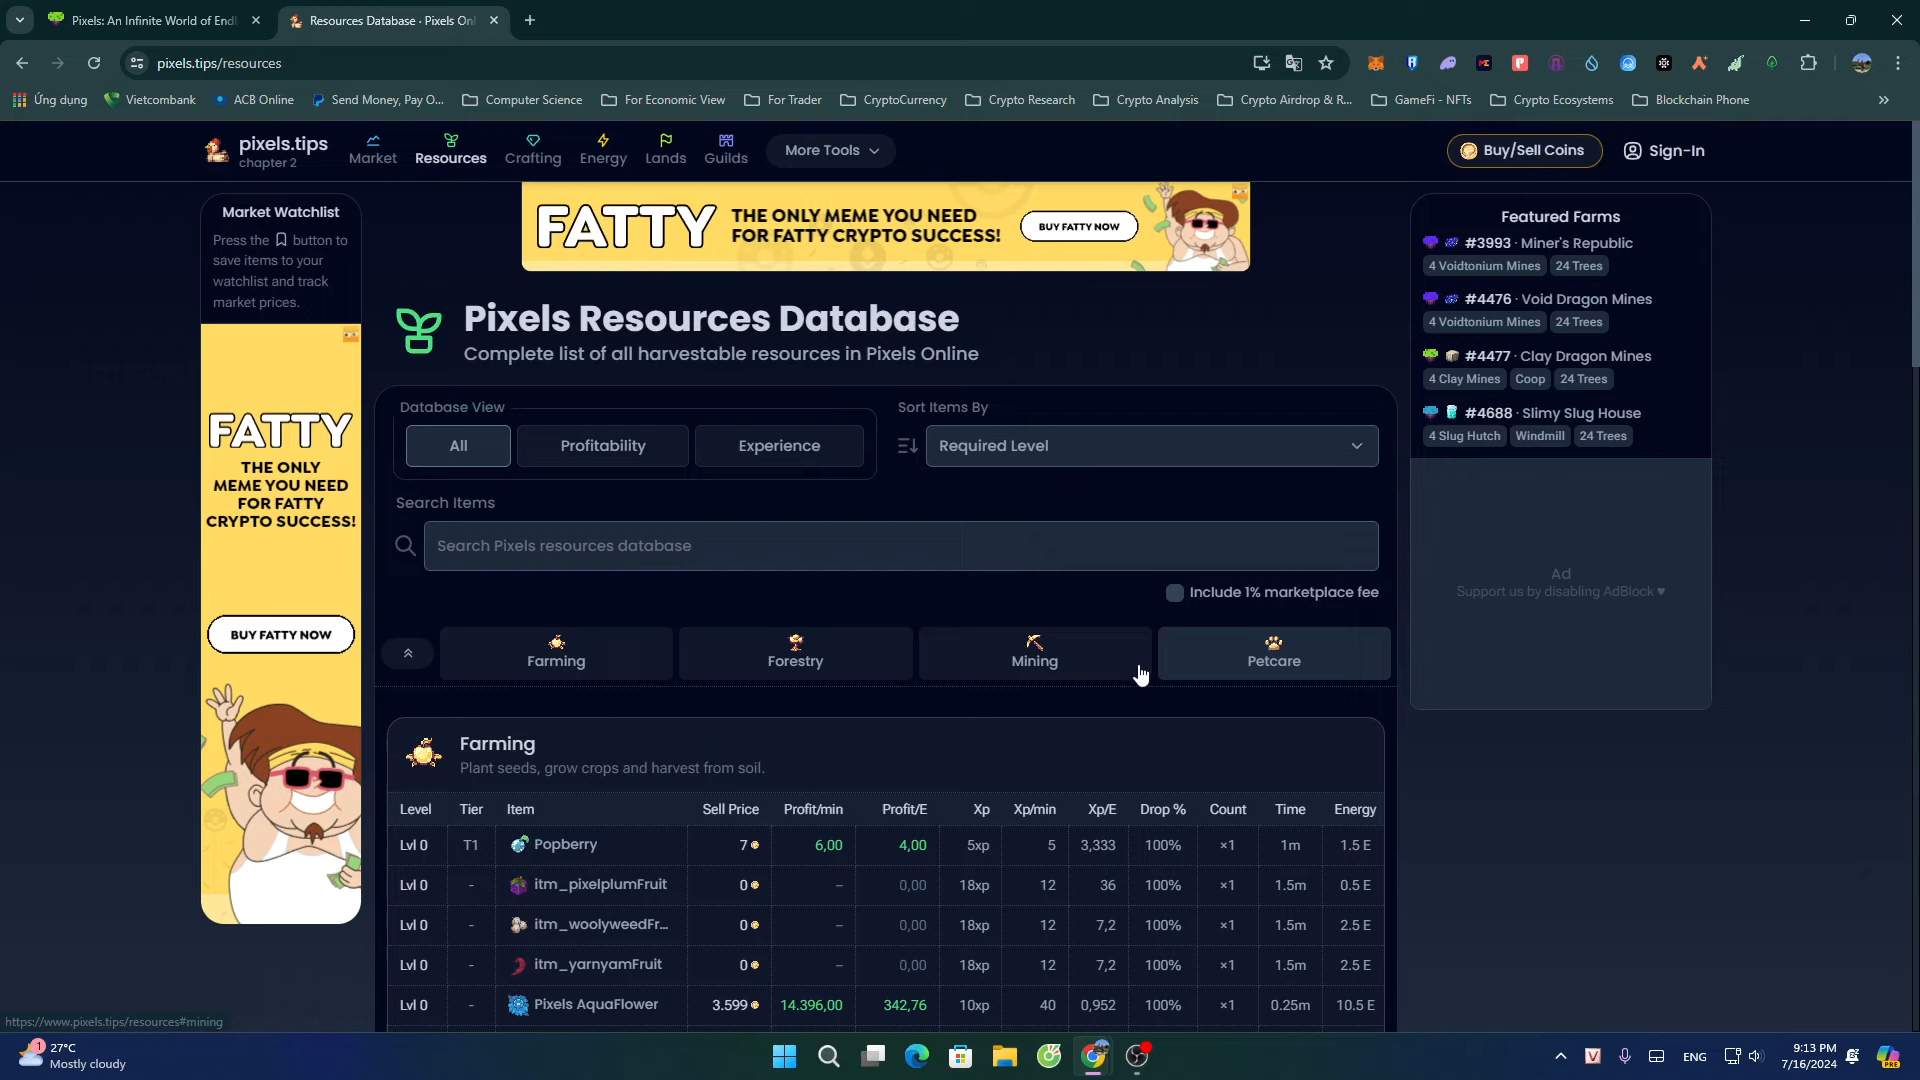 Pixels: An Infinite World of Endl
Resources Database · Pixels Onl
pixels.tips/resources
Ứng dụng
Vietcombank
ACB Online
Send Money, Pay O...
Computer Science
For Economic View
For Trader
CryptoCurrency
Crypto Research
Crypto Analysis
Crypto Airdrop & R...
GameFi - NFTs
Crypto Ecosystems
Blockchain Phone
pixels.tips
chapter 2
Market
Resources
Crafting
Energy
Lands
Guilds
More Tools
Buy/Sell Coins
Sign-In
Market Watchlist
Press the button to
save items to your
watchlist and track
market prices.
FATTY
THE ONLY
MEME YOU NEED
FOR FATTY
CRYPTO SUCCESS!
BUY FATTY NOW
FATTY
THE ONLY MEME YOU NEED
FOR FATTY CRYPTO SUCCESS!
BUY FATTY NOW
Pixels Resources Database
Complete list of all harvestable resources in Pixels Online
Database View
All
Profitability
Experience
Sort Items By
Required Level
Search Items
Search Pixels resources database
Include 1% marketplace fee
Farming
Forestry
Mining
Petcare
Farming
Plant seeds, grow crops and harvest from soil.
Level Tier Item Sell Price Profit/min Profit/E Xp Xp/min Xp/E Drop % Count Time Energy
Lvl 0 T1 Popberry 7 6,00 4,00 5xp 5 3,333 100% ×1 1m 1.5 E
Lvl 0 - itm_pixelplumFruit 0 – 0,00 18xp 12 36 100% ×1 1.5m 0.5 E
Lvl 0 - itm_woolyweedFr... 0 – 0,00 18xp 12 7,2 100% ×1 1.5m 2.5 E
Lvl 0 - itm_yarnyamFruit 0 – 0,00 18xp 12 7,2 100% ×1 1.5m 2.5 E
Lvl 0 - Pixels AquaFlower 3.599 14.396,00 342,76 10xp 40 0,952 100% ×1 0.25m 10.5 E
Featured Farms
#3993 · Miner's Republic
4 Voidtonium Mines 24 Trees
#4476 · Void Dragon Mines
4 Voidtonium Mines 24 Trees
#4477 · Clay Dragon Mines
4 Clay Mines Coop 24 Trees
#4688 · Slimy Slug House
4 Slug Hutch Windmill 24 Trees
Ad
Support us by disabling AdBlock ♥
https://www.pixels.tips/resources#mining
1
27°C
Mostly cloudy
ENG
9:13 PM
7/16/2024
PRE